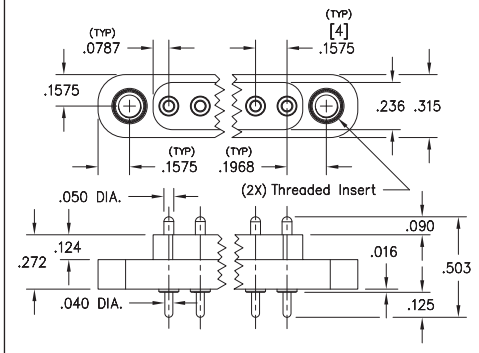 (TYP)
.0787
(TYP)
[4]
.1575
.1575
.236 .315
(TYP)
.1575
(TYP)
.1968
(2X) Threaded Insert
.050 DIA.
.090
.124
.016
.272
.503
.040 DIA.
.125